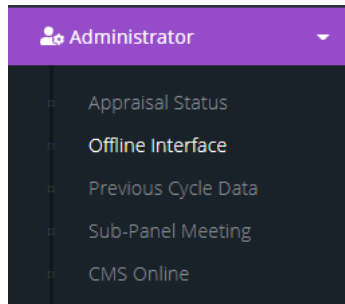 Administrator
Appraisal Status
Offline Interface
Previous Cycle Data
Sub-Panel Meeting
CMS Online